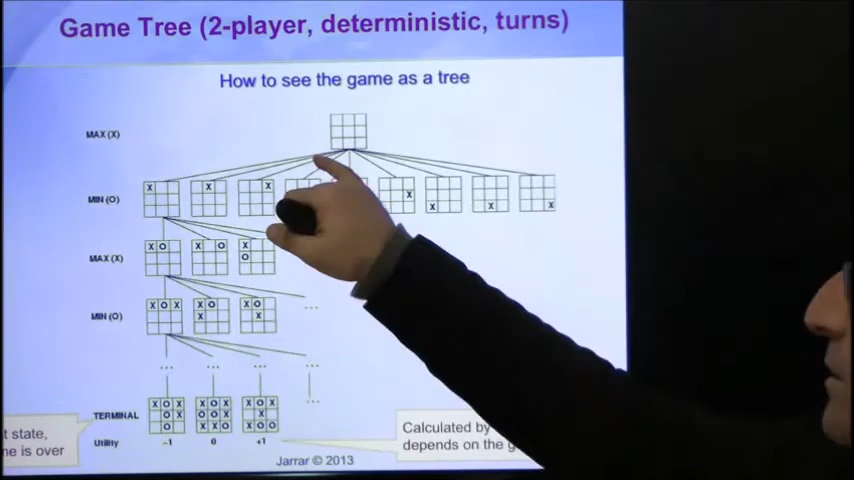 Game Tree (2-player, deterministic, turns)
How to see the game as a tree
MAX (X)
X X X X X X X
MIN (O)
X O X O X
O
MAX (X)
X O X X O X O
X X
MIN (O)
... 
... ... ... ...
...
X O X X O X X O X
TERMINAL O X O O X X
O X X O X O O
Utility -1 0 +1
t state,
ne is over
Calculated by
depends on the
Jarrar © 2013